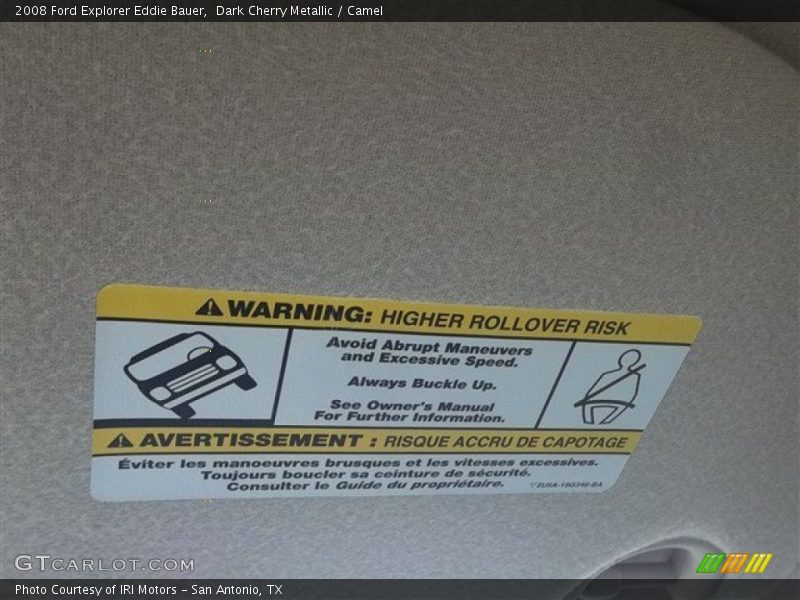 2008 Ford Explorer Eddie Bauer, Dark Cherry Metallic / Camel
WARNING: HIGHER ROLLOVER RISK
Avoid Abrupt Maneuvers
and Excessive Speed.
Always Buckle Up.
See Owner's Manual
For Further Information.
AVERTISSEMENT : RISQUE ACCRU DE CAPOTAGE
Éviter les manoeuvres brusques et les vitesses excessives.
Toujours boucler sa ceinture de sécurité.
Consulter le Guide du propriétaire.
GTCARLOT.COM
Photo Courtesy of IRI Motors – San Antonio, TX